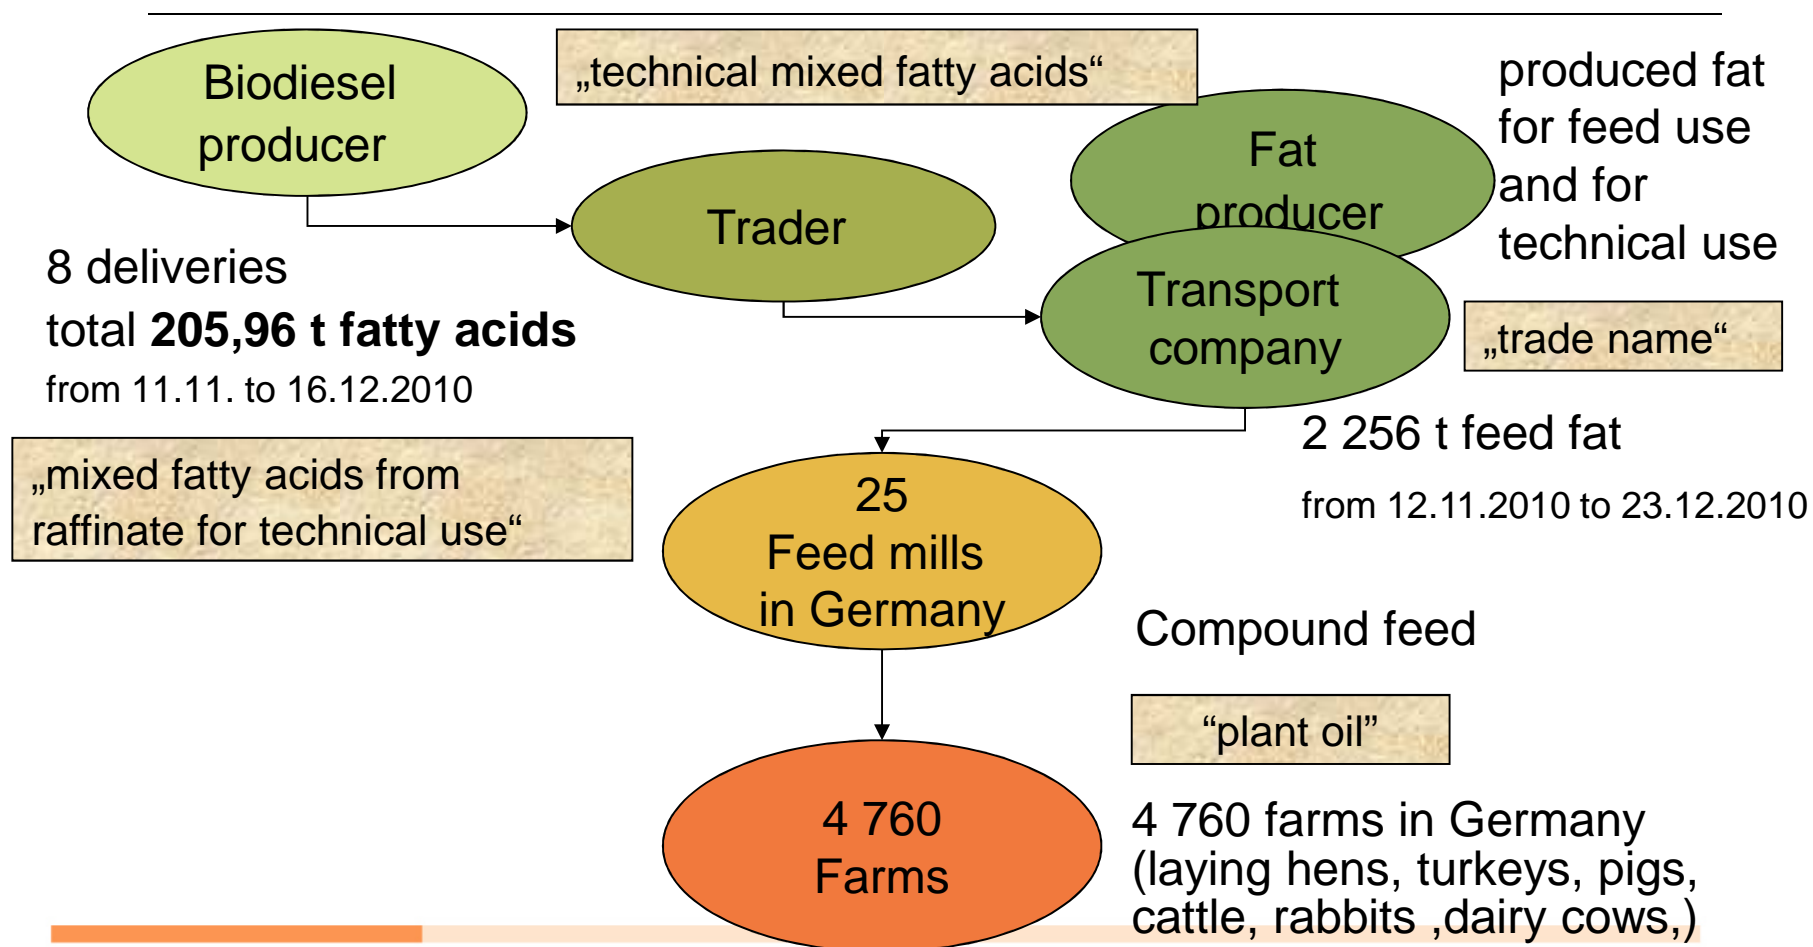 Biodiesel
producer
„technical mixed fatty acids“
Fat
producer
produced fat
for feed use
and for
technical use
Trader
8 deliveries
total 205,96 t fatty acids
from 11.11. to 16.12.2010
Transport
company
„trade name“
„mixed fatty acids from
raffinate for technical use“
2 256 t feed fat
from 12.11.2010 to 23.12.2010
25
Feed mills
in Germany
Compound feed
“plant oil”
4 760
Farms
4 760 farms in Germany
(laying hens, turkeys, pigs,
cattle, rabbits ,dairy cows,)